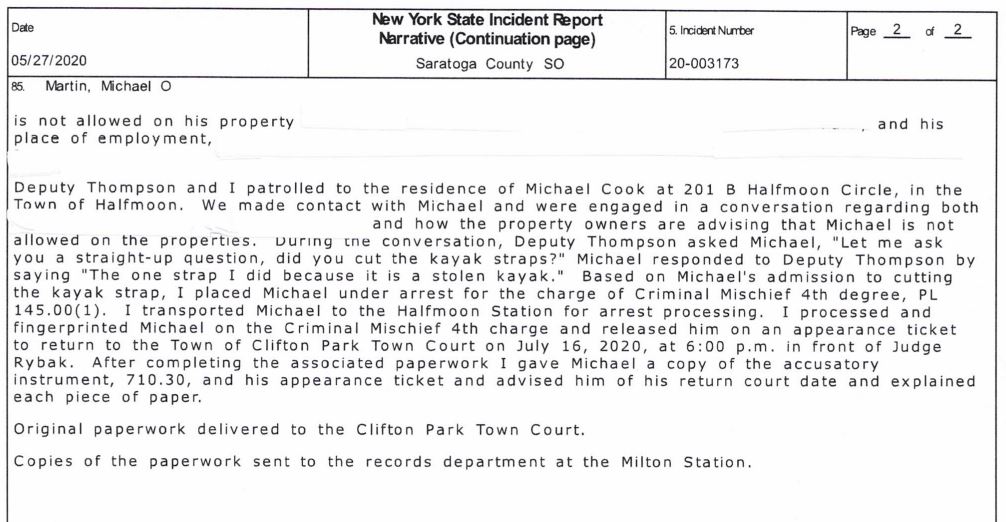 Date
New York State Incident Report
Narrative (Continuation page)
Saratoga County SO
5. Incident Number
Page 2 of 2
05/27/2020
20-003173
85. Martin, Michael O
is not allowed on his property , and his
place of employment,
Deputy Thompson and I patrolled to the residence of Michael Cook at 201 B Halfmoon Circle, in the
Town of Halfmoon. We made contact with Michael and were engaged in a conversation regarding both
and how the property owners are advising that Michael is not
allowed on the properties. During the conversation, Deputy Thompson asked Michael, "Let me ask
you a straight-up question, did you cut the kayak straps?" Michael responded to Deputy Thompson by
saying "The one strap I did because it is a stolen kayak." Based on Michael's admission to cutting
the kayak strap, I placed Michael under arrest for the charge of Criminal Mischief 4th degree, PL
145.00(1). I transported Michael to the Halfmoon Station for arrest processing. I processed and
fingerprinted Michael on the Criminal Mischief 4th charge and released him on an appearance ticket
to return to the Town of Clifton Park Town Court on July 16, 2020, at 6:00 p.m. in front of Judge
Rybak. After completing the associated paperwork I gave Michael a copy of the accusatory
instrument, 710.30, and his appearance ticket and advised him of his return court date and explained
each piece of paper.
Original paperwork delivered to the Clifton Park Town Court.
Copies of the paperwork sent to the records department at the Milton Station.